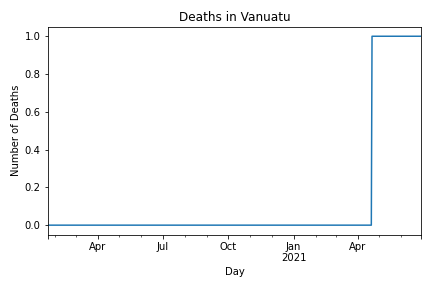 Deaths in Vanuatu
1.0
0.8
0.6
0.4
0.2
0.0
Number of Deaths
Apr
Jul
Oct
Jan
2021
Apr
Day